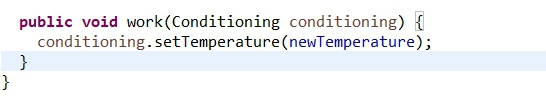 public void work(Conditioning conditioning) {
conditioning.setTemperature(newTemperature);
}
}